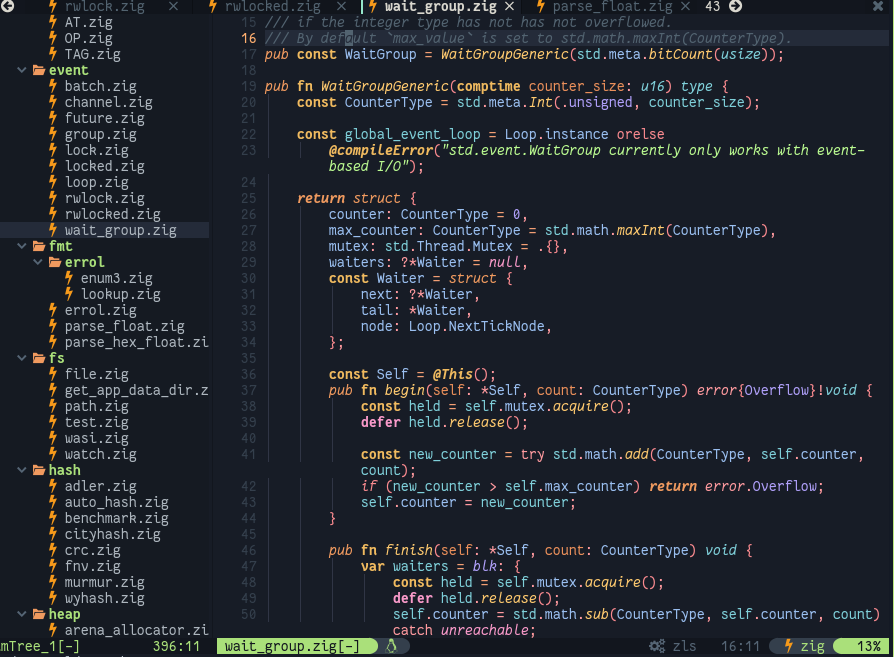 rwlock.zig × rwlocked.zig × wait_group.zig × parse_float.zig × 43
AT.zig
OP.zig
TAG.zig
event
batch.zig
channel.zig
future.zig
group.zig
lock.zig
locked.zig
loop.zig
rwlock.zig
rwlocked.zig
wait_group.zig
fmt
errol
enum3.zig
lookup.zig
errol.zig
parse_float.zig
parse_hex_float.zi
fs
file.zig
get_app_data_dir.z
path.zig
test.zig
wasi.zig
watch.zig
hash
adler.zig
auto_hash.zig
benchmark.zig
cityhash.zig
crc.zig
fnv.zig
murmur.zig
wyhash.zig
heap
arena_allocator.zi
mTree_1[-] 396:11
15 /// if the integer type has not has not overflowed.
16 /// By default `max_value` is set to std.math.maxInt(CounterType).
17 pub const WaitGroup = WaitGroupGeneric(std.meta.bitCount(usize));
18
19 pub fn WaitGroupGeneric(comptime counter_size: u16) type {
20 const CounterType = std.meta.Int(.unsigned, counter_size);
21
22 const global_event_loop = Loop.instance orelse
23 @compileError("std.event.WaitGroup currently only works with event-
based I/O");
24
25 return struct {
26 counter: CounterType = 0,
27 max_counter: CounterType = std.math.maxInt(CounterType),
28 mutex: std.Thread.Mutex = .{},
29 waiters: ?*Waiter = null,
30 const Waiter = struct {
31 next: ?*Waiter,
32 tail: *Waiter,
33 node: Loop.NextTickNode,
34 };
35
36 const Self = @This();
37 pub fn begin(self: *Self, count: CounterType) error{Overflow}!void {
38 const held = self.mutex.acquire();
39 defer held.release();
40
41 const new_counter = try std.math.add(CounterType, self.counter,
count);
42 if (new_counter > self.max_counter) return error.Overflow;
43 self.counter = new_counter;
44 }
45
46 pub fn finish(self: *Self, count: CounterType) void {
47 var waiters = blk: {
48 const held = self.mutex.acquire();
49 defer held.release();
50 self.counter = std.math.sub(CounterType, self.counter, count)
catch unreachable;
wait_group.zig[-] zls 16:11 zig 13%